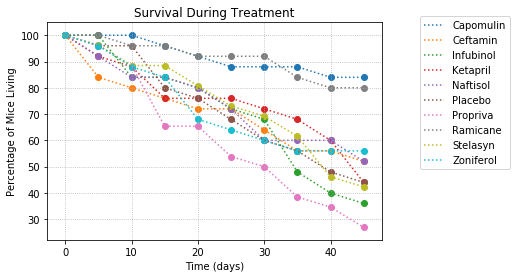 Survival During Treatment
Percentage of Mice Living
100
90
80
70
60
50
40
30
0
10
20
30
40
Time (days)
Capomulin
Ceftamin
Infubinol
Ketapril
Naftisol
Placebo
Propriva
Ramicane
Stelasyn
Zoniferol